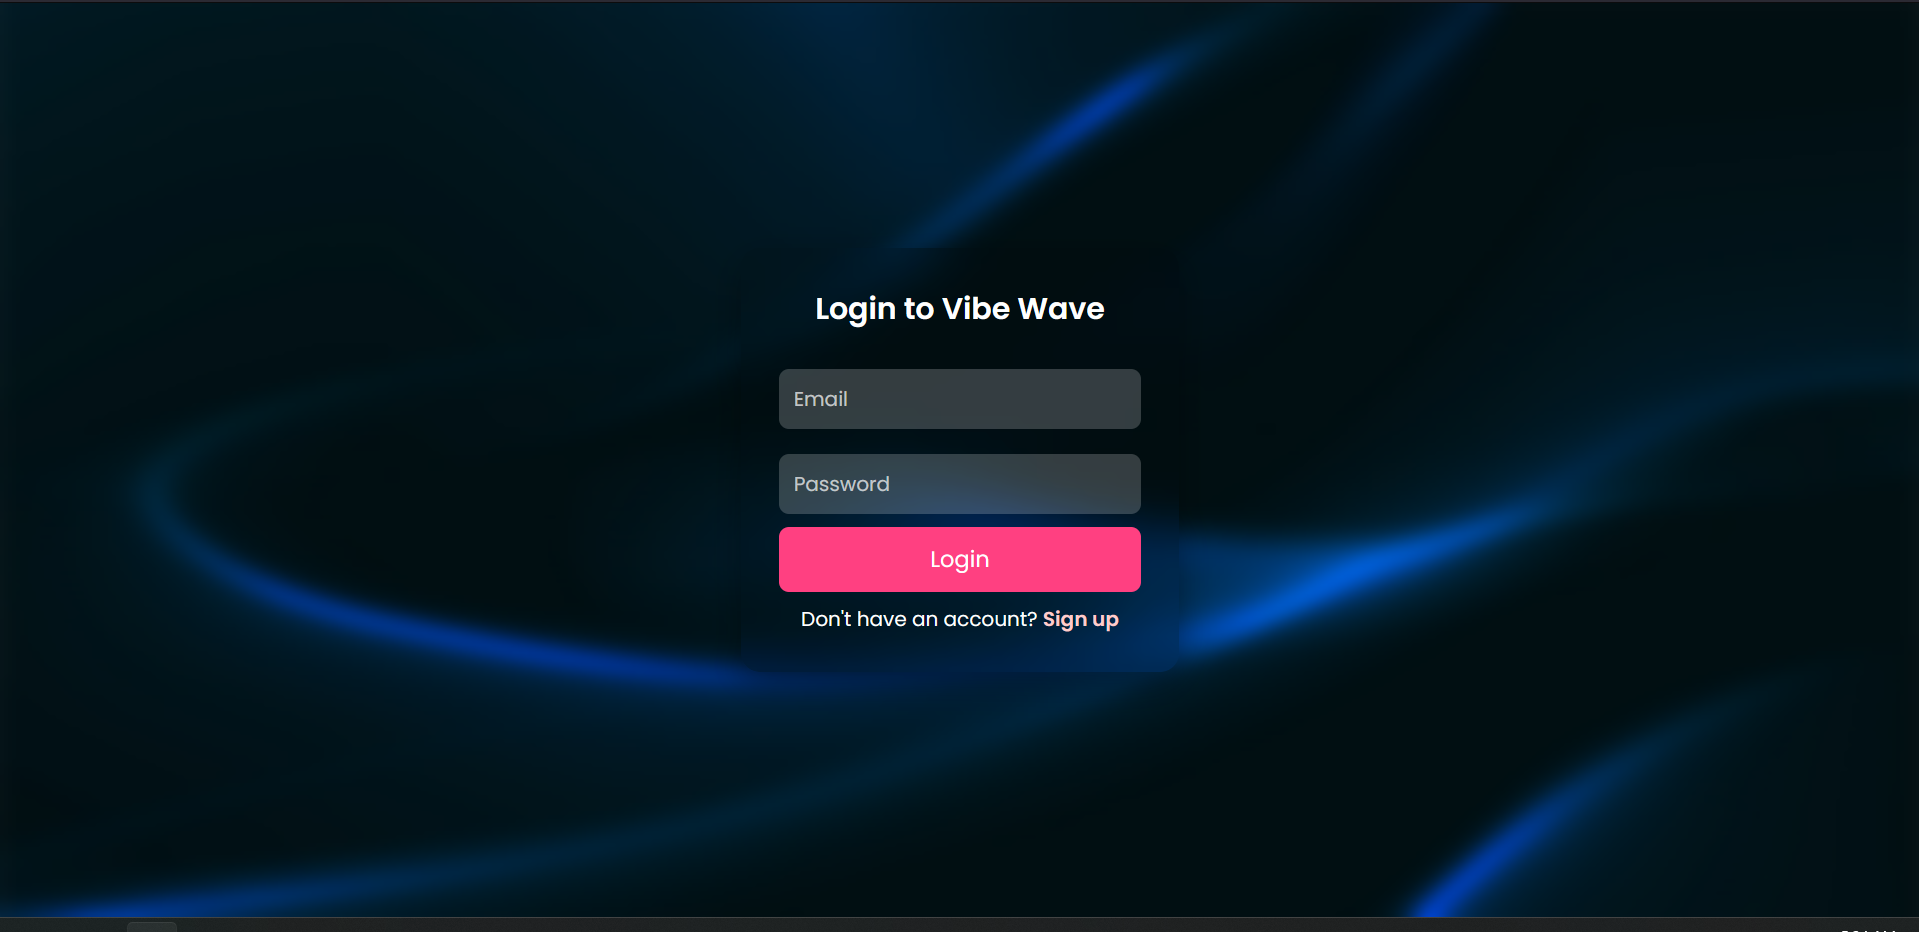 Login to Vibe Wave
Email
Password
Login
Don't have an account? Sign up